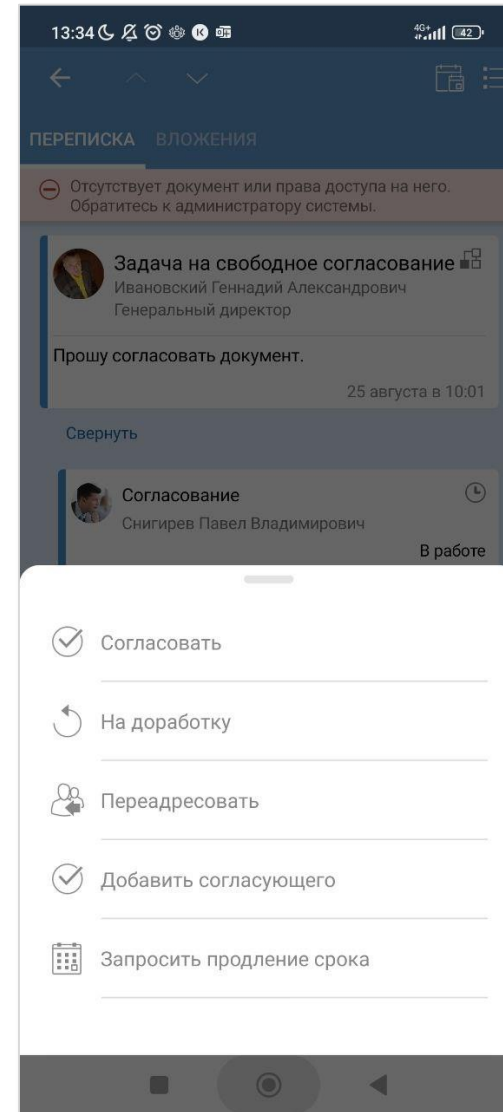 13:34
4G+
42
ПЕРЕПИСКА ВЛОЖЕНИЯ
Отсутствует документ или права доступа на него.
Обратитесь к администратору системы.
Задача на свободное согласование
Ивановский Геннадий Александрович
Генеральный директор
Прошу согласовать документ.
25 августа в 10:01
Свернуть
Согласование
Снигирев Павел Владимирович
В работе
Согласовать
На доработку
Переадресовать
Добавить согласующего
Запросить продление срока